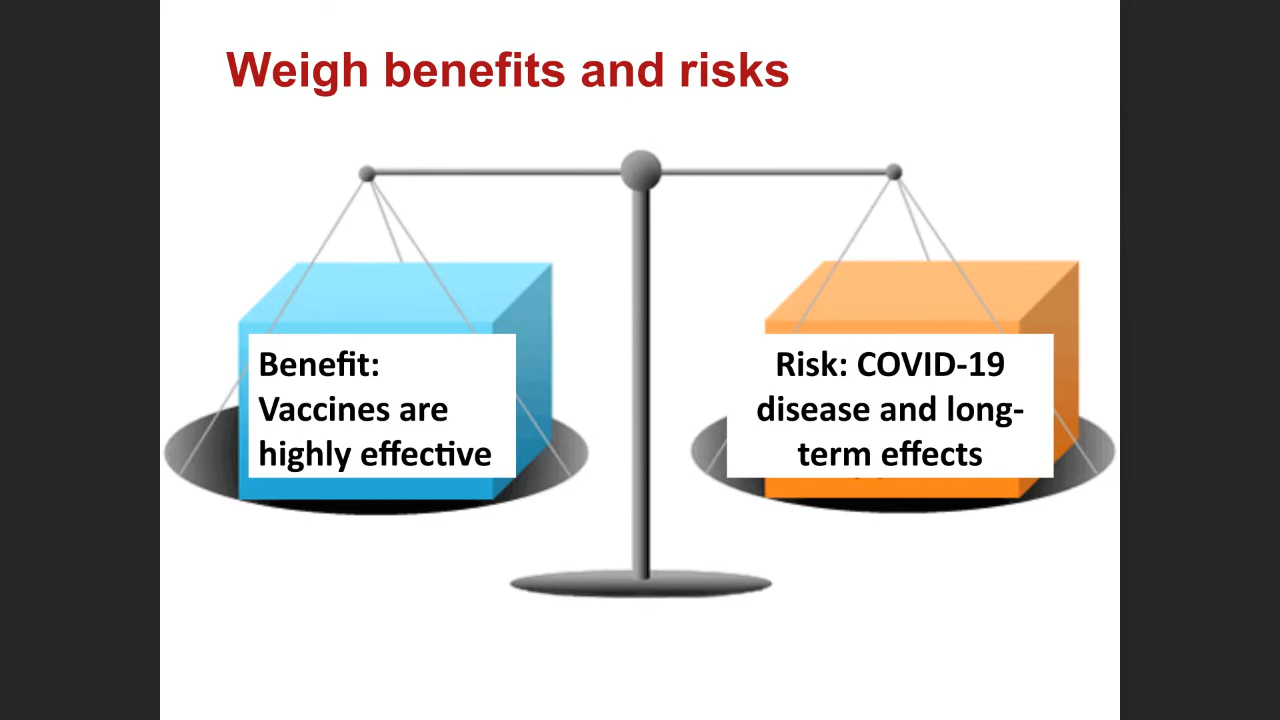 Weigh benefits and risks
Benefit:
Vaccines are
highly effective
Risk: COVID-19
disease and long-
term effects